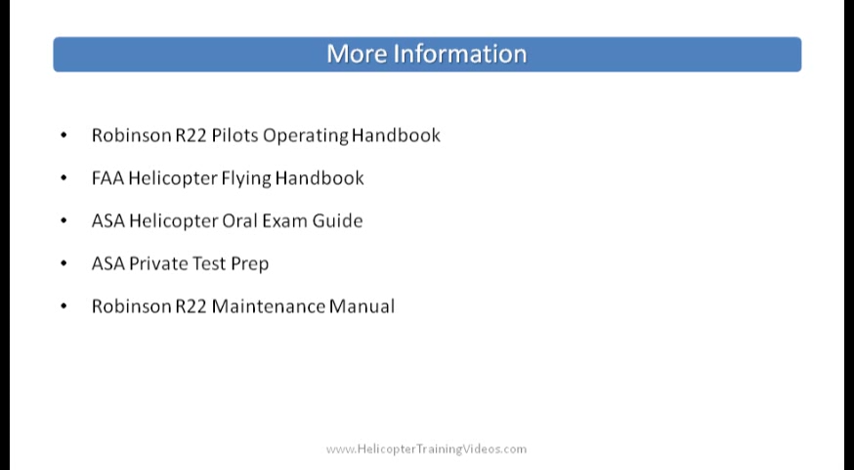 More Information
• Robinson R22 Pilots Operating Handbook
• FAA Helicopter Flying Handbook
• ASA Helicopter Oral Exam Guide
• ASA Private Test Prep
• Robinson R22 Maintenance Manual
www.HelicopterTrainingVideos.com